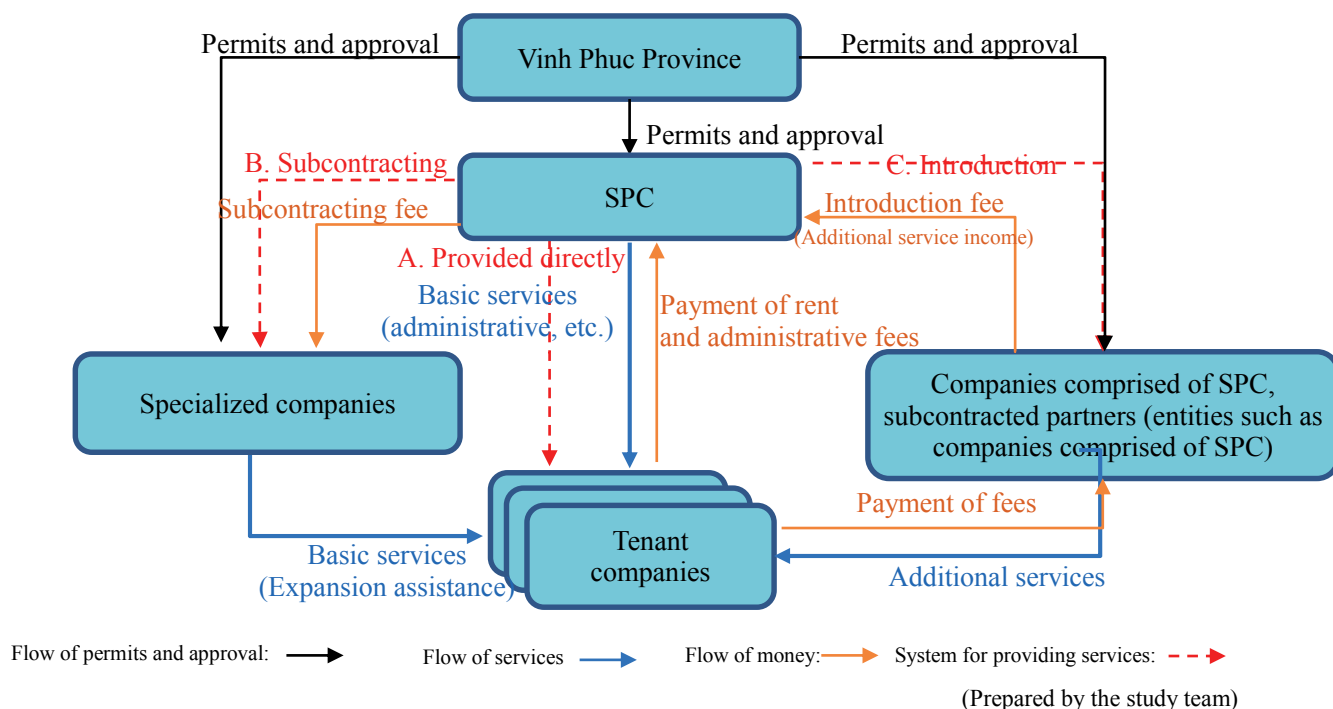 Permits and approval
Vinh Phuc Province
Permits and approval
Permits and approval
B. Subcontracting
SPC
C. Introduction
Subcontracting fee
Introduction fee
(Additional service income)
A. Provided directly
Basic services
(administrative, etc.)
Payment of rent
and administrative fees
Specialized companies
Companies comprised of SPC,
subcontracted partners (entities such as
companies comprised of SPC)
Payment of fees
Tenant
companies
Basic services
(Expansion assistance)
Additional services
Flow of permits and approval:
Flow of services
Flow of money:
System for providing services:
(Prepared by the study team)